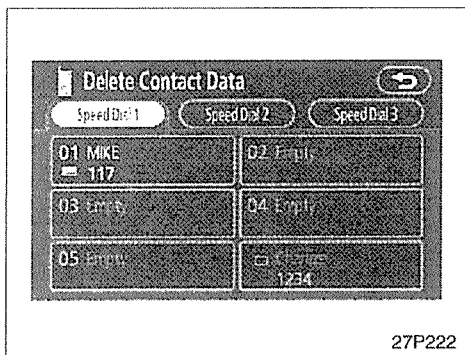 Delete Contact Data
Speed Dial 1 Speed Dial 2 Speed Dial 3
01 MIKE 02 Empty
117
03 Empty 04 Empty
05 Empty
1234
27P222